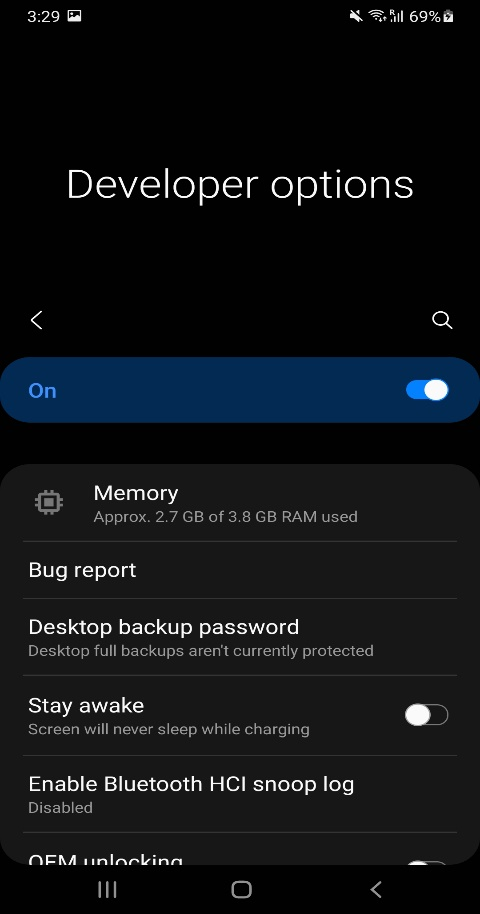 3:29 R 69%
Developer options
On
Memory
Approx. 2.7 GB of 3.8 GB RAM used
Bug report
Desktop backup password
Desktop full backups aren't currently protected
Stay awake
Screen will never sleep while charging
Enable Bluetooth HCI snoop log
Disabled
OEM unlocking